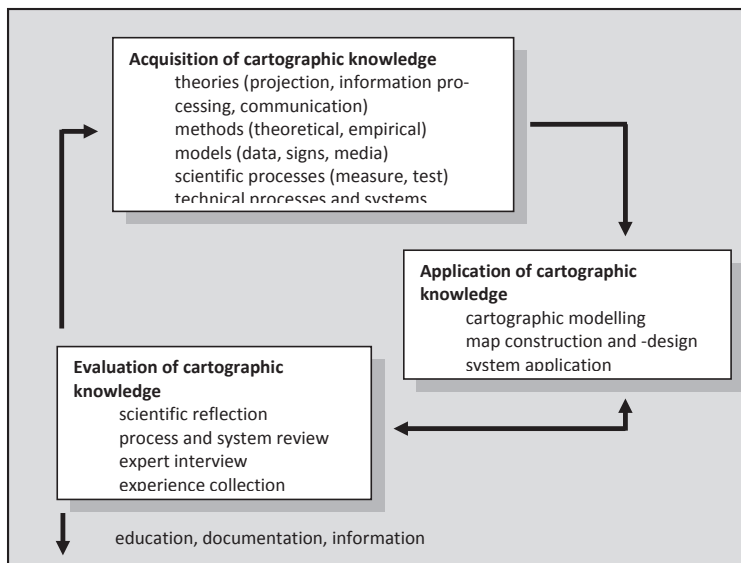 Acquisition of cartographic knowledge
theories (projection, information pro-
cessing, communication)
methods (theoretical, empirical)
models (data, signs, media)
scientific processes (measure, test)
technical processes and systems
Application of cartographic
knowledge
cartographic modelling
map construction and -design
system application
Evaluation of cartographic
knowledge
scientific reflection
process and system review
expert interview
experience collection
education, documentation, information